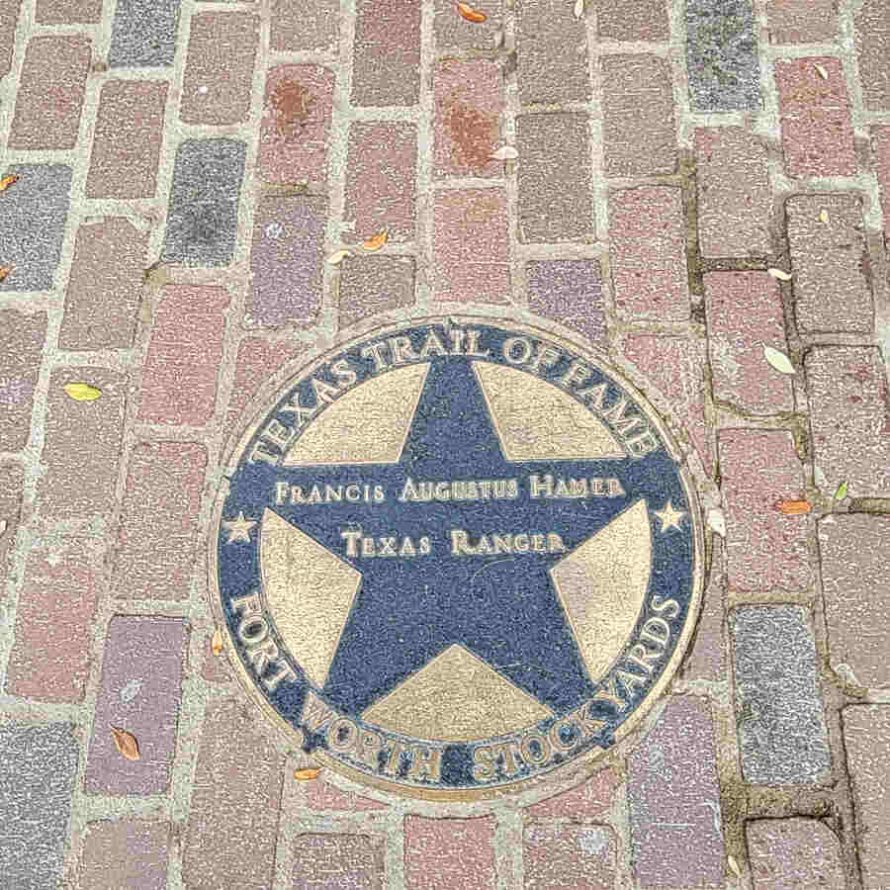 TEXAS TRAIL OF FAME
FRANCIS AUGUSTUS HAMER
TEXAS RANGER
FORT WORTH STOCKYARDS